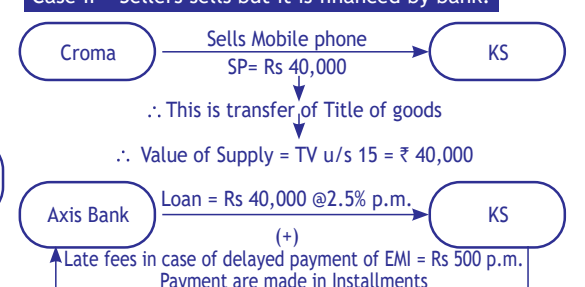 Case II – Sellers sells but it is financed by bank.
Croma
Sells Mobile phone
SP= Rs 40,000
KS
∴ This is transfer of Title of goods
∴ Value of Supply = TV u/s 15 = ₹ 40,000
Axis Bank
Loan = Rs 40,000 @2.5% p.m.
KS
(+)
Late fees in case of delayed payment of EMI = Rs 500 p.m.
Payment are made in Installments